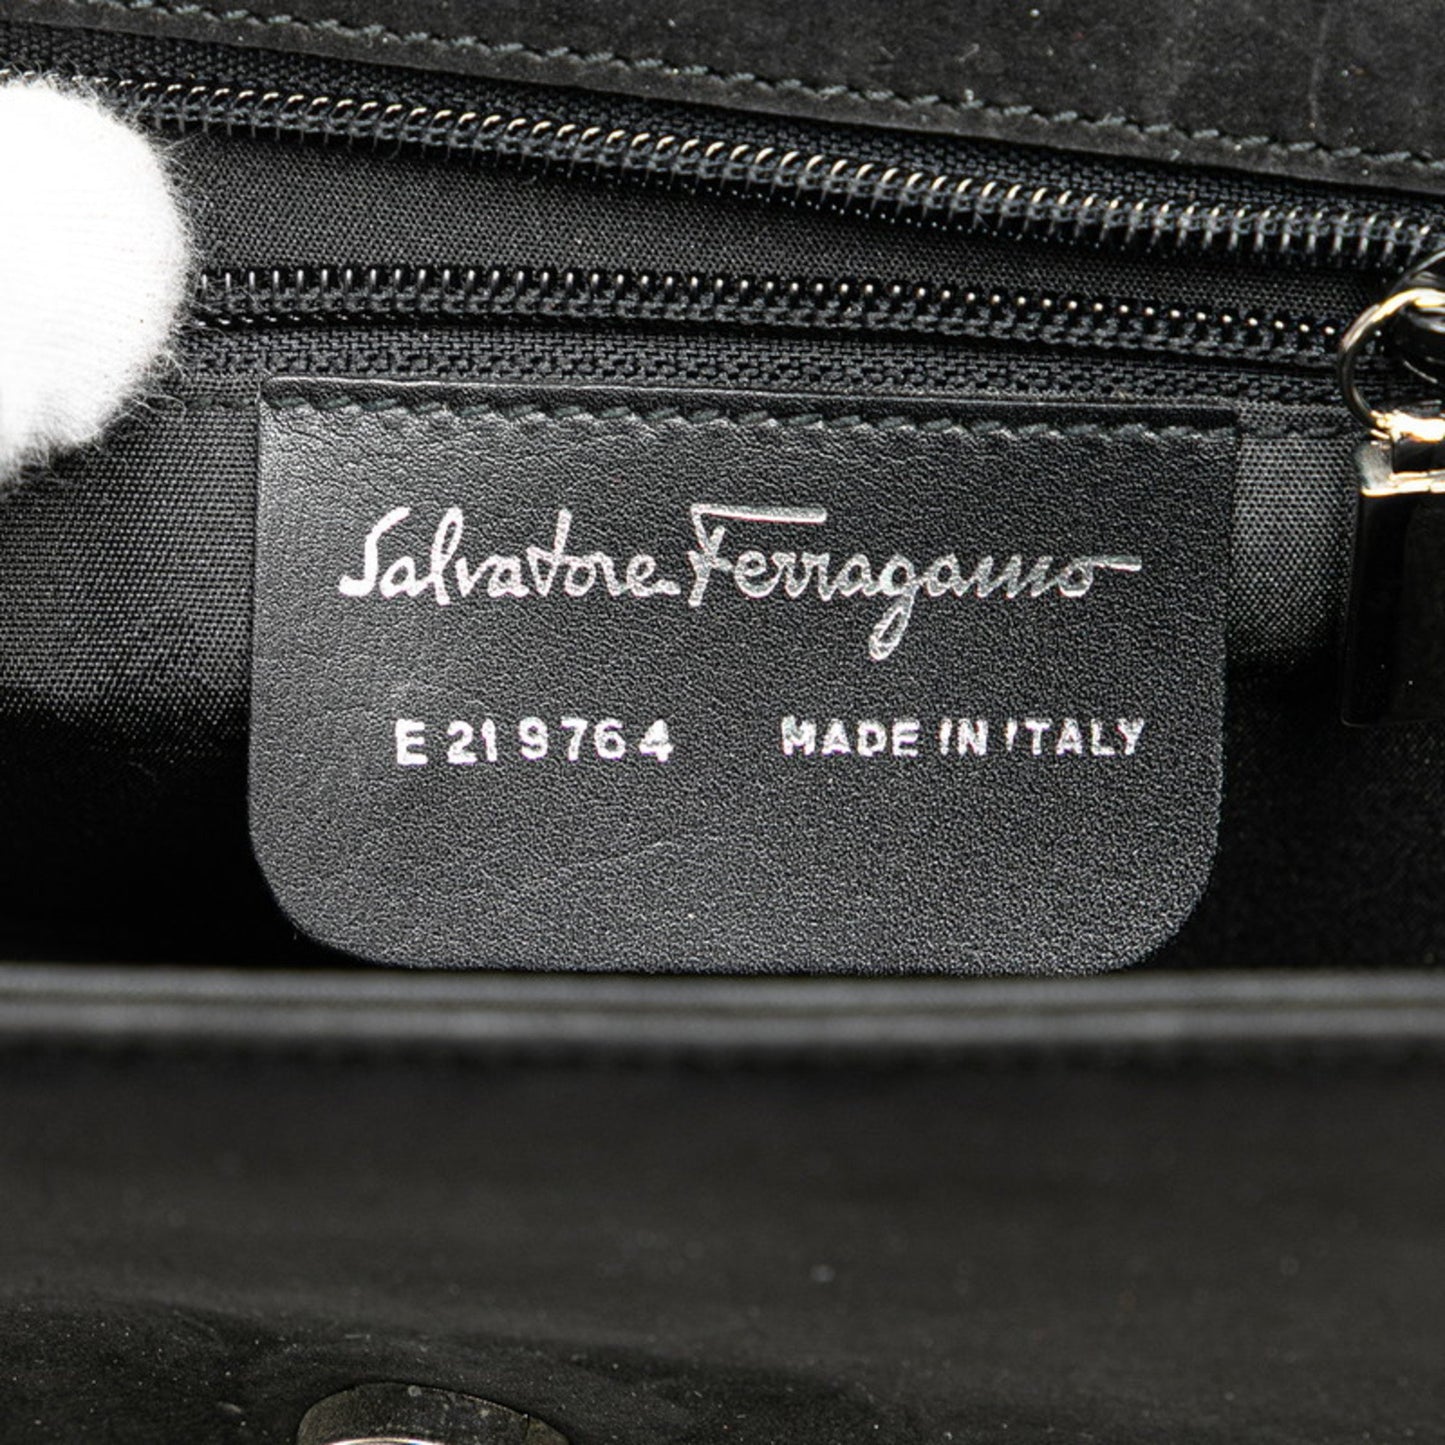 Salvatore Ferragamo
E 21 9764 MADE IN ITALY